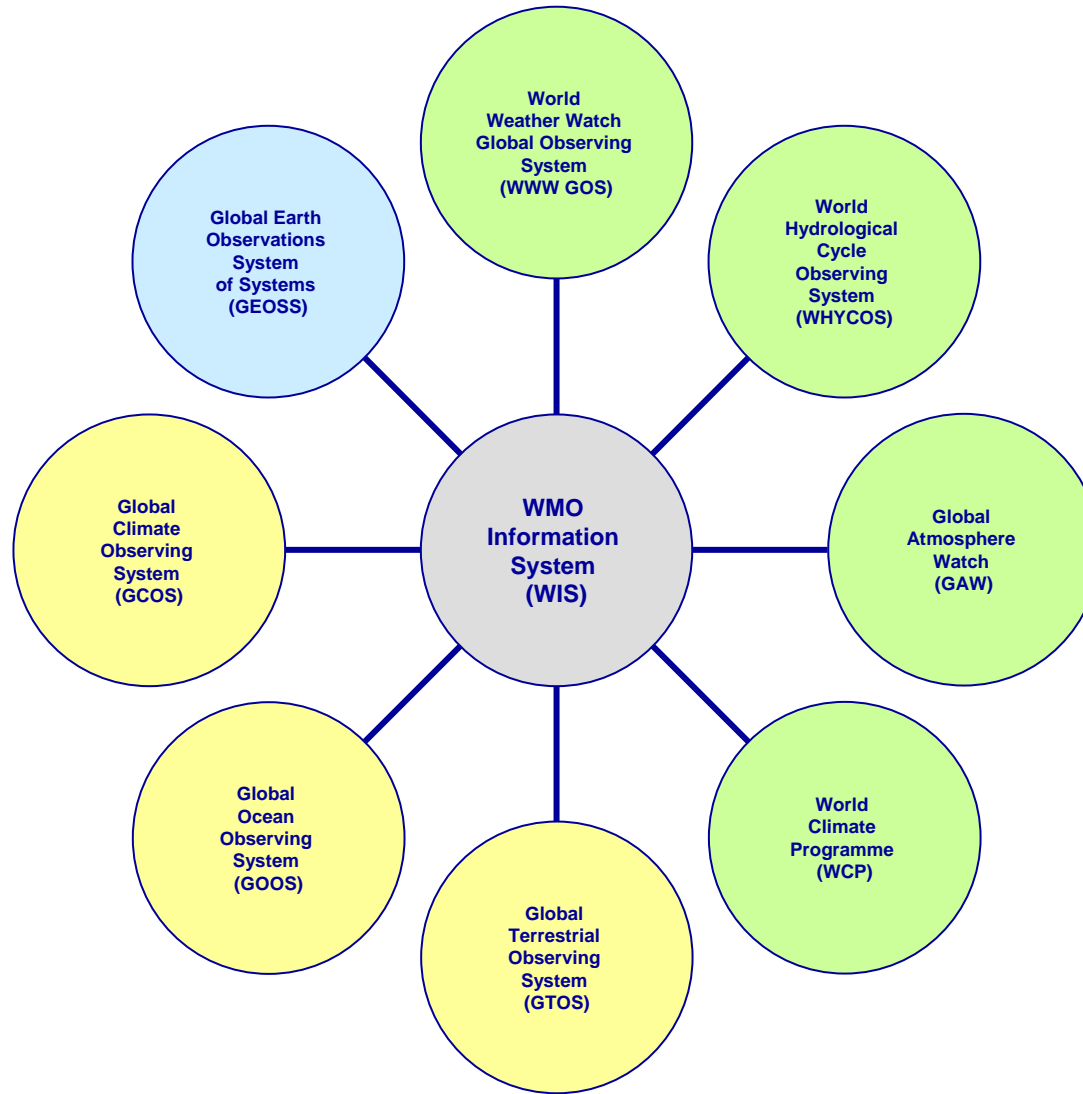 World
Weather Watch
Global Observing
System
(WWW GOS)
Global Earth
Observations
System
of Systems
(GEOSS)
World
Hydrological
Cycle
Observing
System
(WHYCOS)
Global
Climate
Observing
System
(GCOS)
WMO
Information
System
(WIS)
Global
Atmosphere
Watch
(GAW)
Global
Ocean
Observing
System
(GOOS)
World
Climate
Programme
(WCP)
Global
Terrestrial
Observing
System
(GTOS)